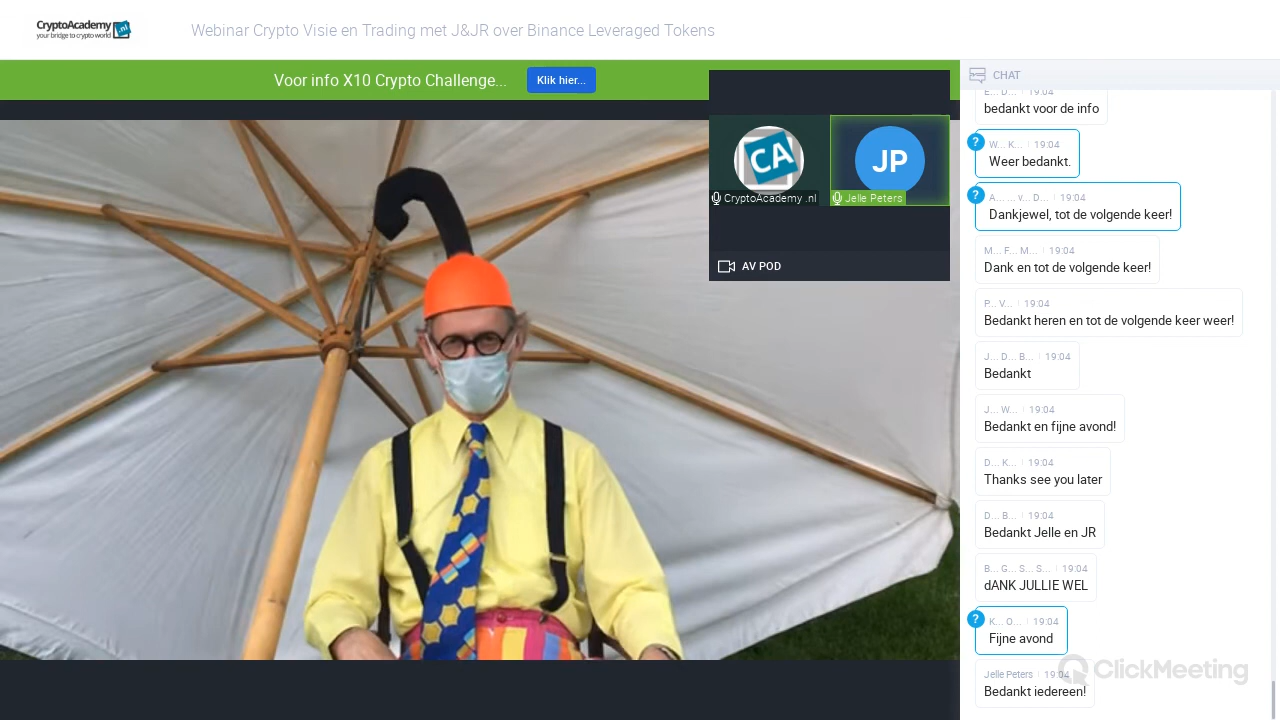 CryptoAcademy.nl
your bridge to crypto world
Webinar Crypto Visie en Trading met J&JR over Binance Leveraged Tokens
Voor info X10 Crypto Challenge...
Klik hier...
CA
JP
CryptoAcademy .nl
Jelle Peters
AV POD
CHAT
E... D... 19:04
bedankt voor de info
?
W... K... 19:04
Weer bedankt.
?
A... ... v... D... 19:04
Dankjewel, tot de volgende keer!
M... F... M... 19:04
Dank en tot de volgende keer!
P... V... 19:04
Bedankt heren en tot de volgende keer weer!
J... D... B... 19:04
Bedankt
J... W... 19:04
Bedankt en fijne avond!
D... K... 19:04
Thanks see you later
D... B... 19:04
Bedankt Jelle en JR
B... G... S... S... 19:04
dANK JULLIE WEL
?
K... O... 19:04
Fijne avond
Jelle Peters 19:04
Bedankt iedereen!
ClickMeeting